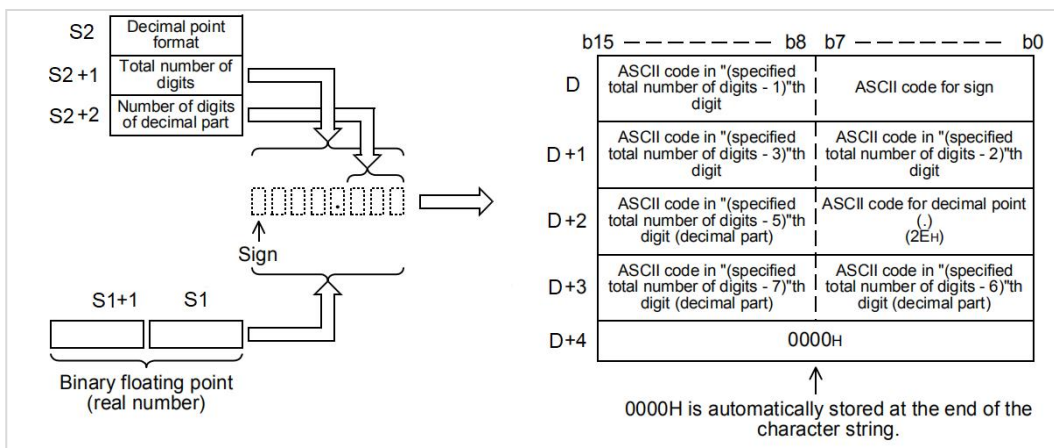 S2
Decimal point
format
S2+1
Total number of
digits
S2+2
Number of digits
of decimal part
.
Sign
S1+1
S1
Binary floating point
(real number)
b15
b8
b7
b0
D
ASCII code in "(specified
total number of digits - 1)"th
digit
ASCII code for sign
D+1
ASCII code in "(specified
total number of digits - 3)"th
digit
ASCII code in "(specified
total number of digits - 2)"th
digit
D+2
ASCII code in "(specified
total number of digits - 5)"th
digit (decimal part)
ASCII code for decimal point
(.)
(2EH)
D+3
ASCII code in "(specified
total number of digits - 7)"th
digit (decimal part)
ASCII code in "(specified
total number of digits - 6)"th
digit (decimal part)
D+4
0000H
0000H is automatically stored at the end of the
character string.